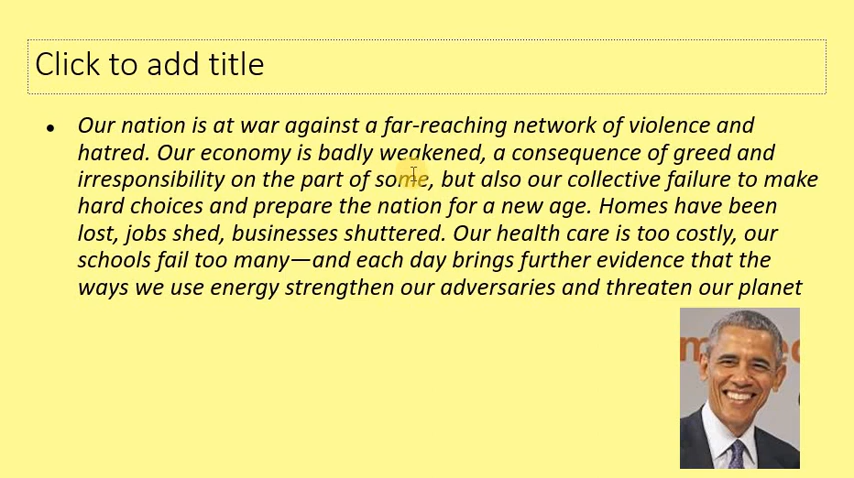 Click to add title
• Our nation is at war against a far-reaching network of violence and
hatred. Our economy is badly weakened, a consequence of greed and
irresponsibility on the part of some, but also our collective failure to make
hard choices and prepare the nation for a new age. Homes have been
lost, jobs shed, businesses shuttered. Our health care is too costly, our
schools fail too many—and each day brings further evidence that the
ways we use energy strengthen our adversaries and threaten our planet